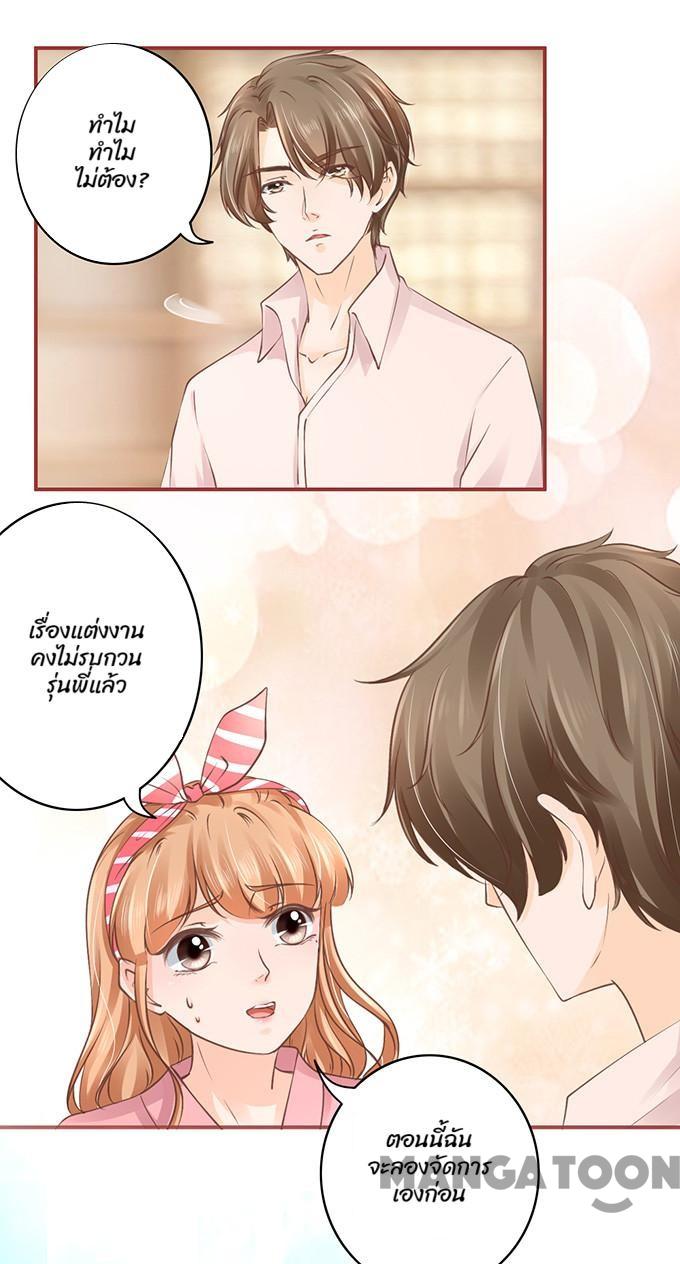 ทำไม
ทำไม
ไม่ต้อง?
เรื่องแต่งงาน
คงไม่รบกวน
รุ่นพี่แล้ว
ตอนนี้ฉัน
จะลองจัดการ
เองก่อน
MANGATOON